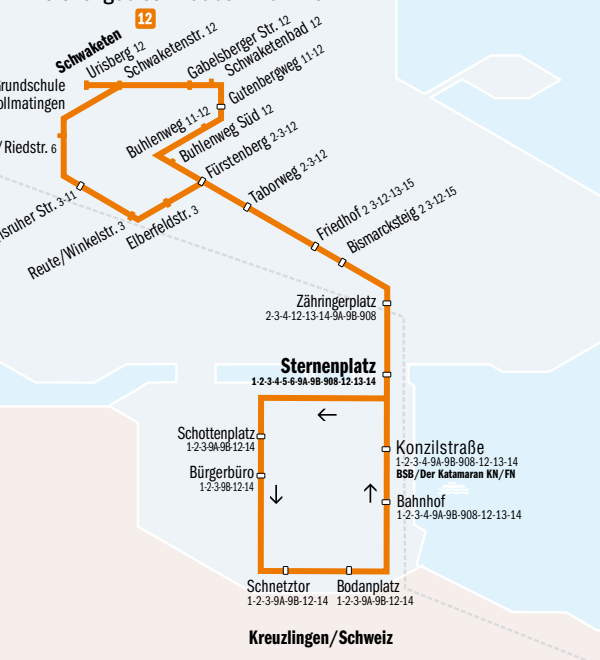 12
Schwaketen
Urisberg 12
Schwaketenstr. 12
Gabelsberger Str. 12
Schwaketenbad 12
Gutenbergweg 11-12
Grundschule
/Riedstr. 6
Buhlenweg 11-12
Buhlenweg Süd 12
Fürstenberg 2-3-12
Taborweg 2-3-12
Friedhof 2 3-12-13-15
Bismarcksteig 2 3-12-15
Str. 3-11
Reute/Winkelstr. 3
Elberfeldstr. 3
Zähringerplatz
2-3-4-12-13-14-9A-9B-908
Sternenplatz
1-2-3-4-5-6-9A-9B-908-12-13-14
←
Schottenplatz
1-2-3-9A-9B-12-14
Konzilstraße
1-2-3-4-9A-9B-908-12-13-14
BSB/Der Katamaran KN/FN
Bürgerbüro
1-2-3-9B-12-14
↓
↑
Bahnhof
1-2-3-4-9A-9B-908-12-13-14
Schnetztor
1-2-3-9A-9B-12-14
Bodanplatz
1-2-3-9A-9B-12-14
Kreuzlingen/Schweiz